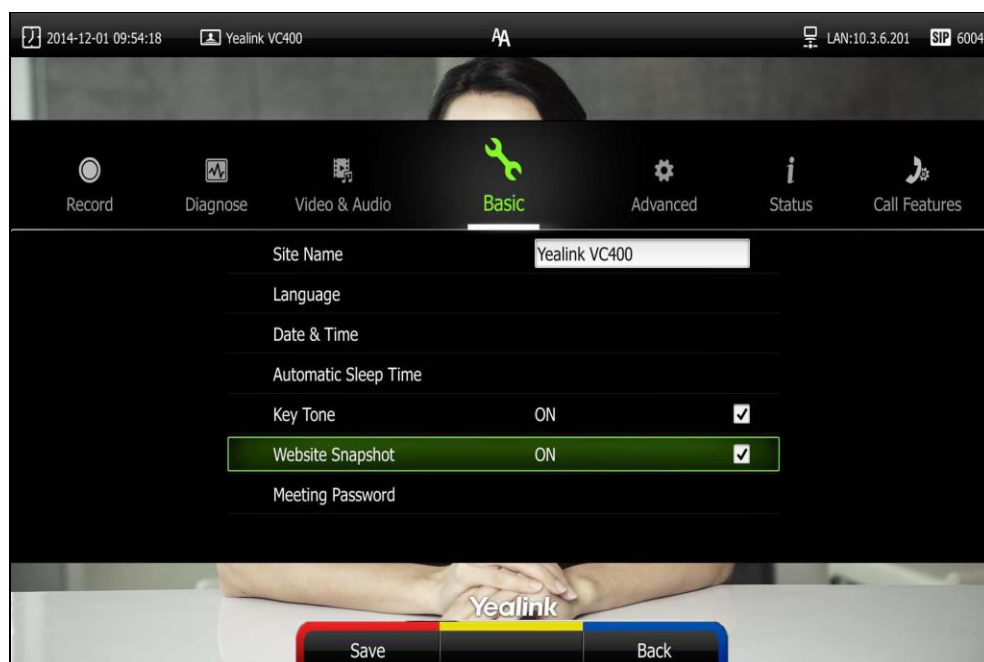 2014-12-01 09:54:18 Yealink VC400 AA LAN:10.3.6.201 SIP 6004
Record Diagnose Video & Audio Basic Advanced Status Call Features
Site Name Yealink VC400
Language
Date & Time
Automatic Sleep Time
Key Tone ON
Website Snapshot ON
Meeting Password
Yealink
Save Back